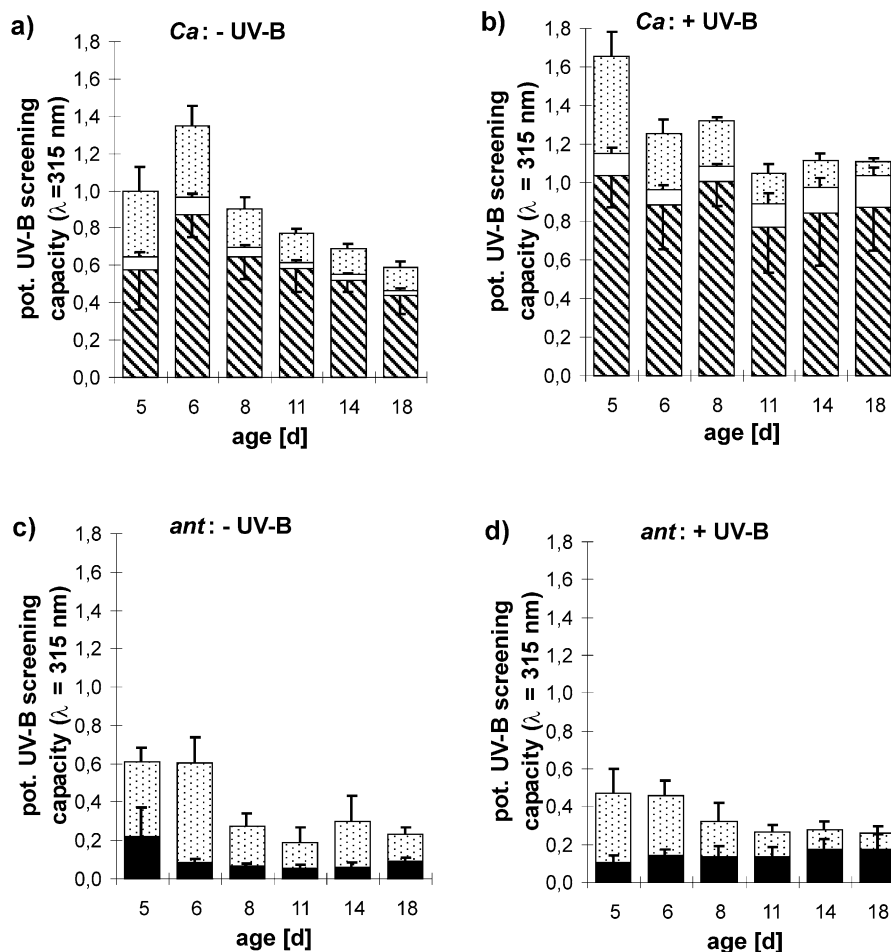 a)
Ca: - UV-B
pot. UV-B screening
capacity (λ =315 nm)
1,8
1,6
1,4
1,2
1,0
0,8
0,6
0,4
0,2
0,0
5 6 8 11 14 18
age [d]
b)
Ca: + UV-B
pot. UV-B screening
capacity (λ = 315 nm)
1,8
1,6
1,4
1,2
1,0
0,8
0,6
0,4
0,2
0,0
5 6 8 11 14 18
age [d]
c)
ant: - UV-B
pot. UV-B screening
capacity (λ = 315 nm)
1,8
1,6
1,4
1,2
1,0
0,8
0,6
0,4
0,2
0,0
5 6 8 11 14 18
age [d]
d)
ant: + UV-B
pot. UV-B screening
capacity (λ = 315 nm)
1,8
1,6
1,4
1,2
1,0
0,8
0,6
0,4
0,2
0,0
5 6 8 11 14 18
age [d]